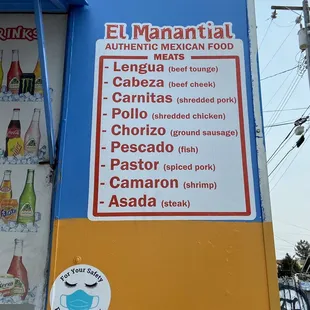 DRINKS
El Manantial
AUTHENTIC MEXICAN FOOD
MEATS
- Lengua (beef tounge)
- Cabeza (beef cheek)
- Carnitas (shredded pork)
- Pollo (shredded chicken)
- Chorizo (ground sausage)
- Pescado (fish)
- Pastor (spiced pork)
- Camaron (shrimp)
- Asada (steak)
For Your Safety